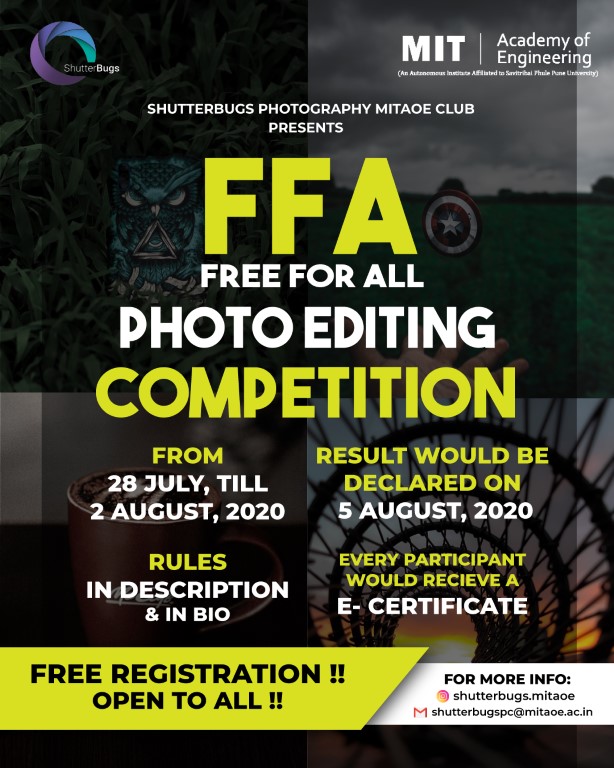 ShutterBugs
MIT
Academy of
Engineering
(An Autonomous Institute Affiliated to Savitribai Phule Pune University)
SHUTTERBUGS PHOTOGRAPHY MITAOE CLUB
PRESENTS
FFA
FREE FOR ALL
PHOTO EDITING
COMPETITION
FROM
28 JULY, TILL
2 AUGUST, 2020
RESULT WOULD BE
DECLARED ON
5 AUGUST, 2020
RULES
IN DESCRIPTION
& IN BIO
EVERY PARTICIPANT
WOULD RECIEVE A
E- CERTIFICATE
FREE REGISTRATION !!
OPEN TO ALL !!
FOR MORE INFO:
shutterbugs.mitaoe
shutterbugspc@mitaoe.ac.in